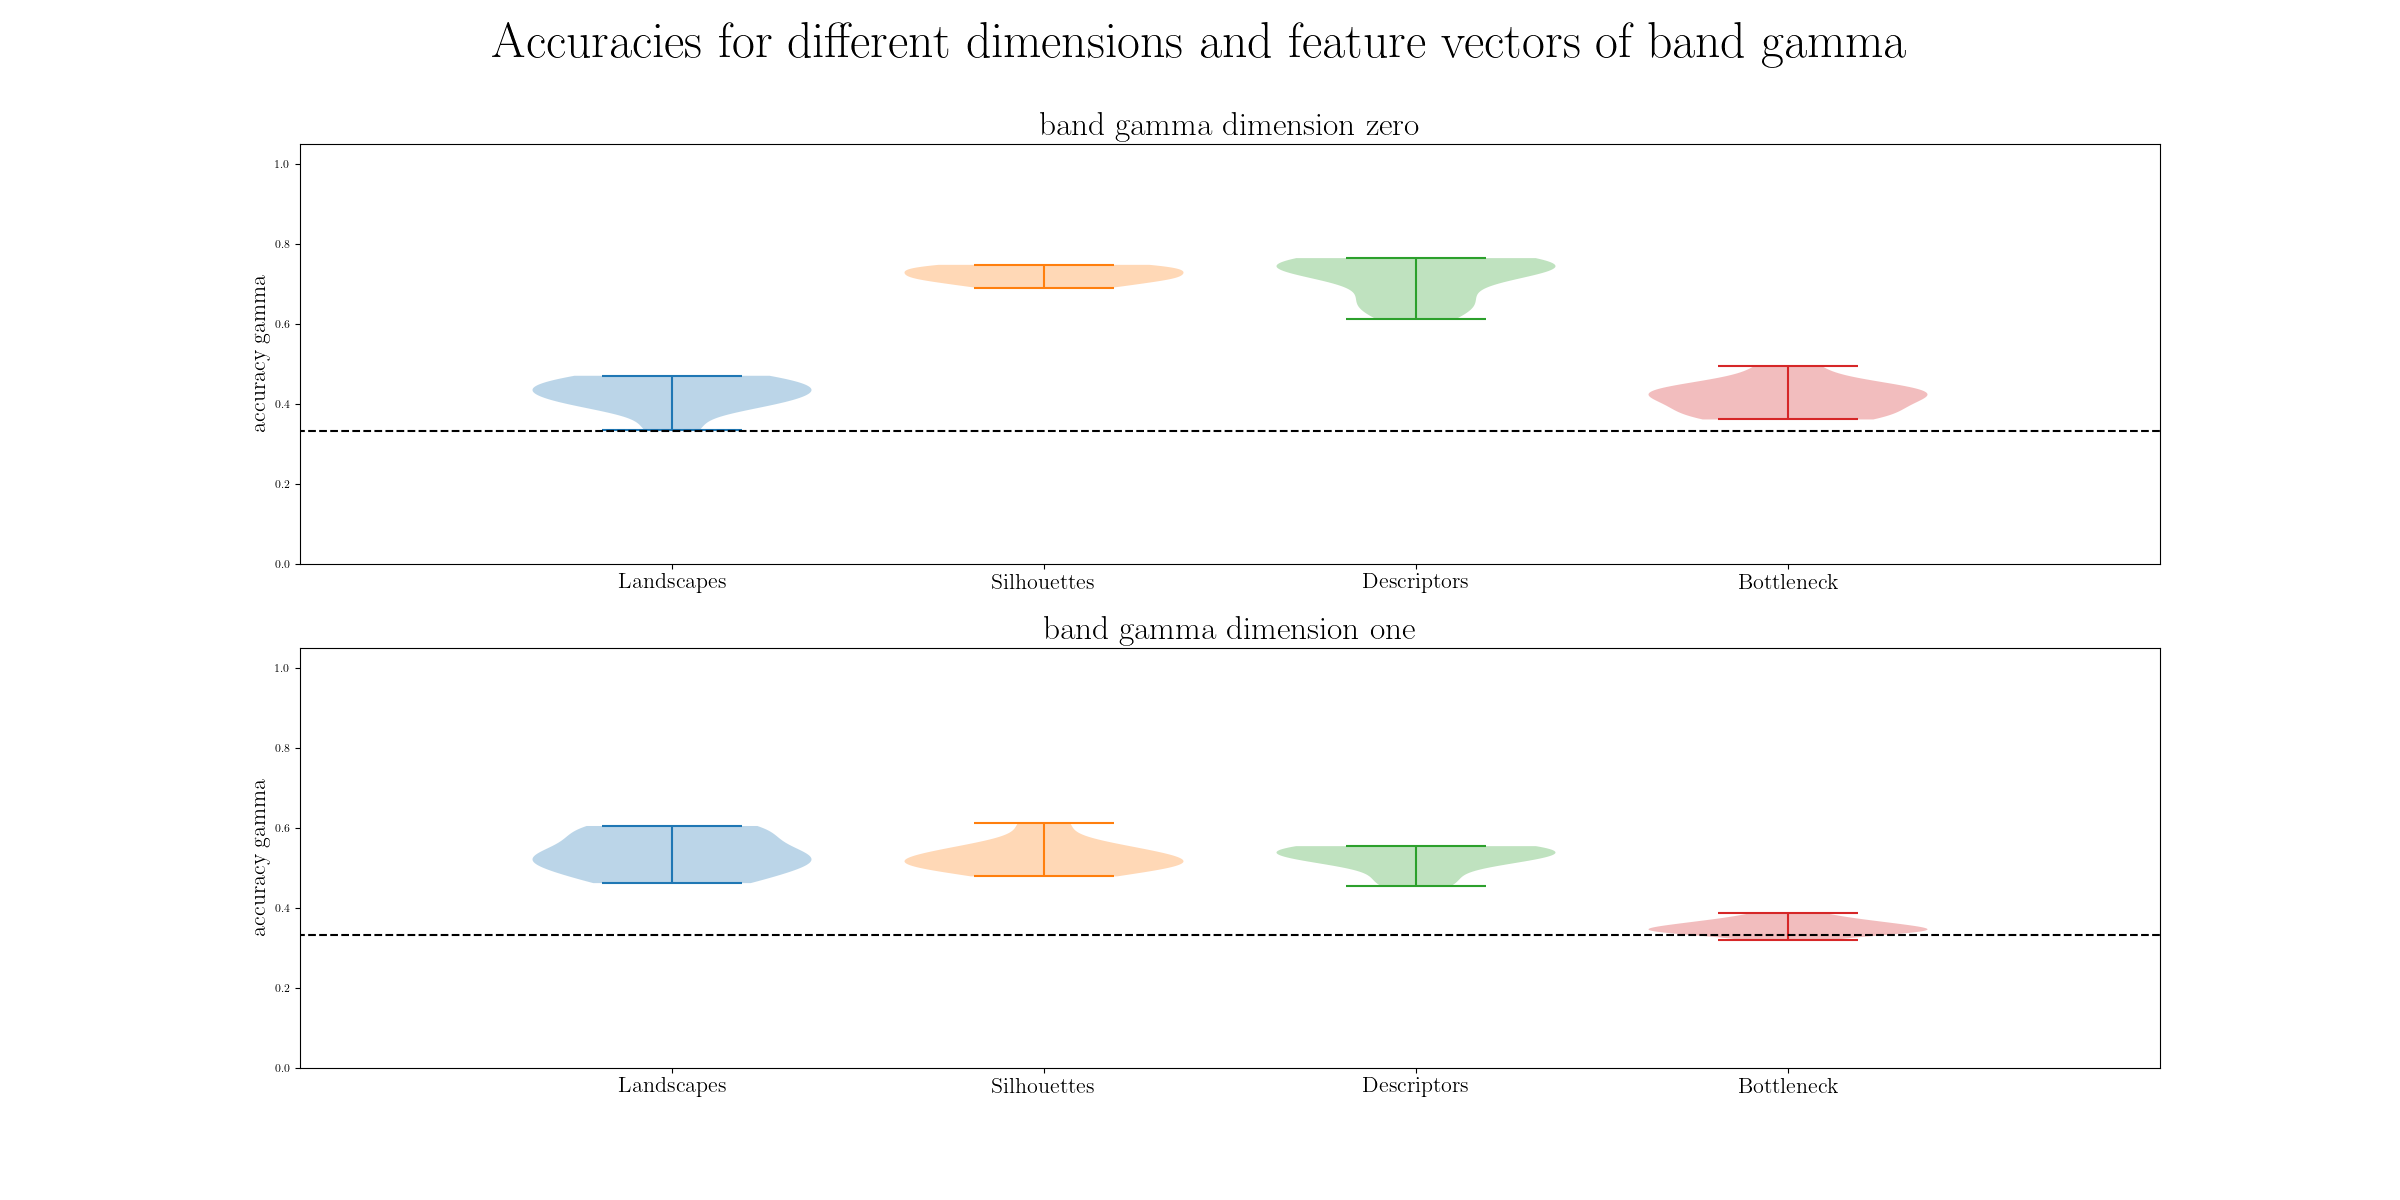 Accuracies for different dimensions and feature vectors of band gamma
band gamma dimension zero
1.0
0.8
0.6
0.4
0.2
0.0
accuracy gamma
Landscapes Silhouettes Descriptors Bottleneck
band gamma dimension one
1.0
0.8
0.6
0.4
0.2
0.0
accuracy gamma
Landscapes Silhouettes Descriptors Bottleneck